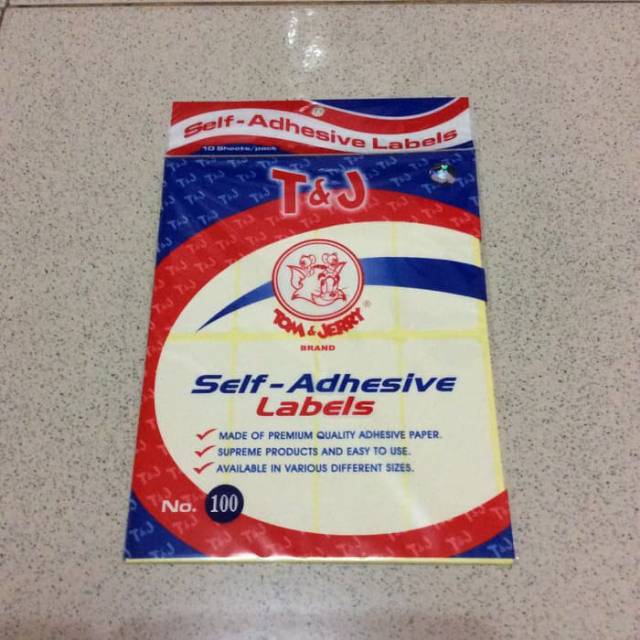 Self-Adhesive Labels
10 Sheets/pack
T&J
TOM & JERRY ®
BRAND
Self-Adhesive
Labels
MADE OF PREMIUM QUALITY ADHESIVE PAPER.
SUPREME PRODUCTS AND EASY TO USE.
AVAILABLE IN VARIOUS DIFFERENT SIZES.
No. 100